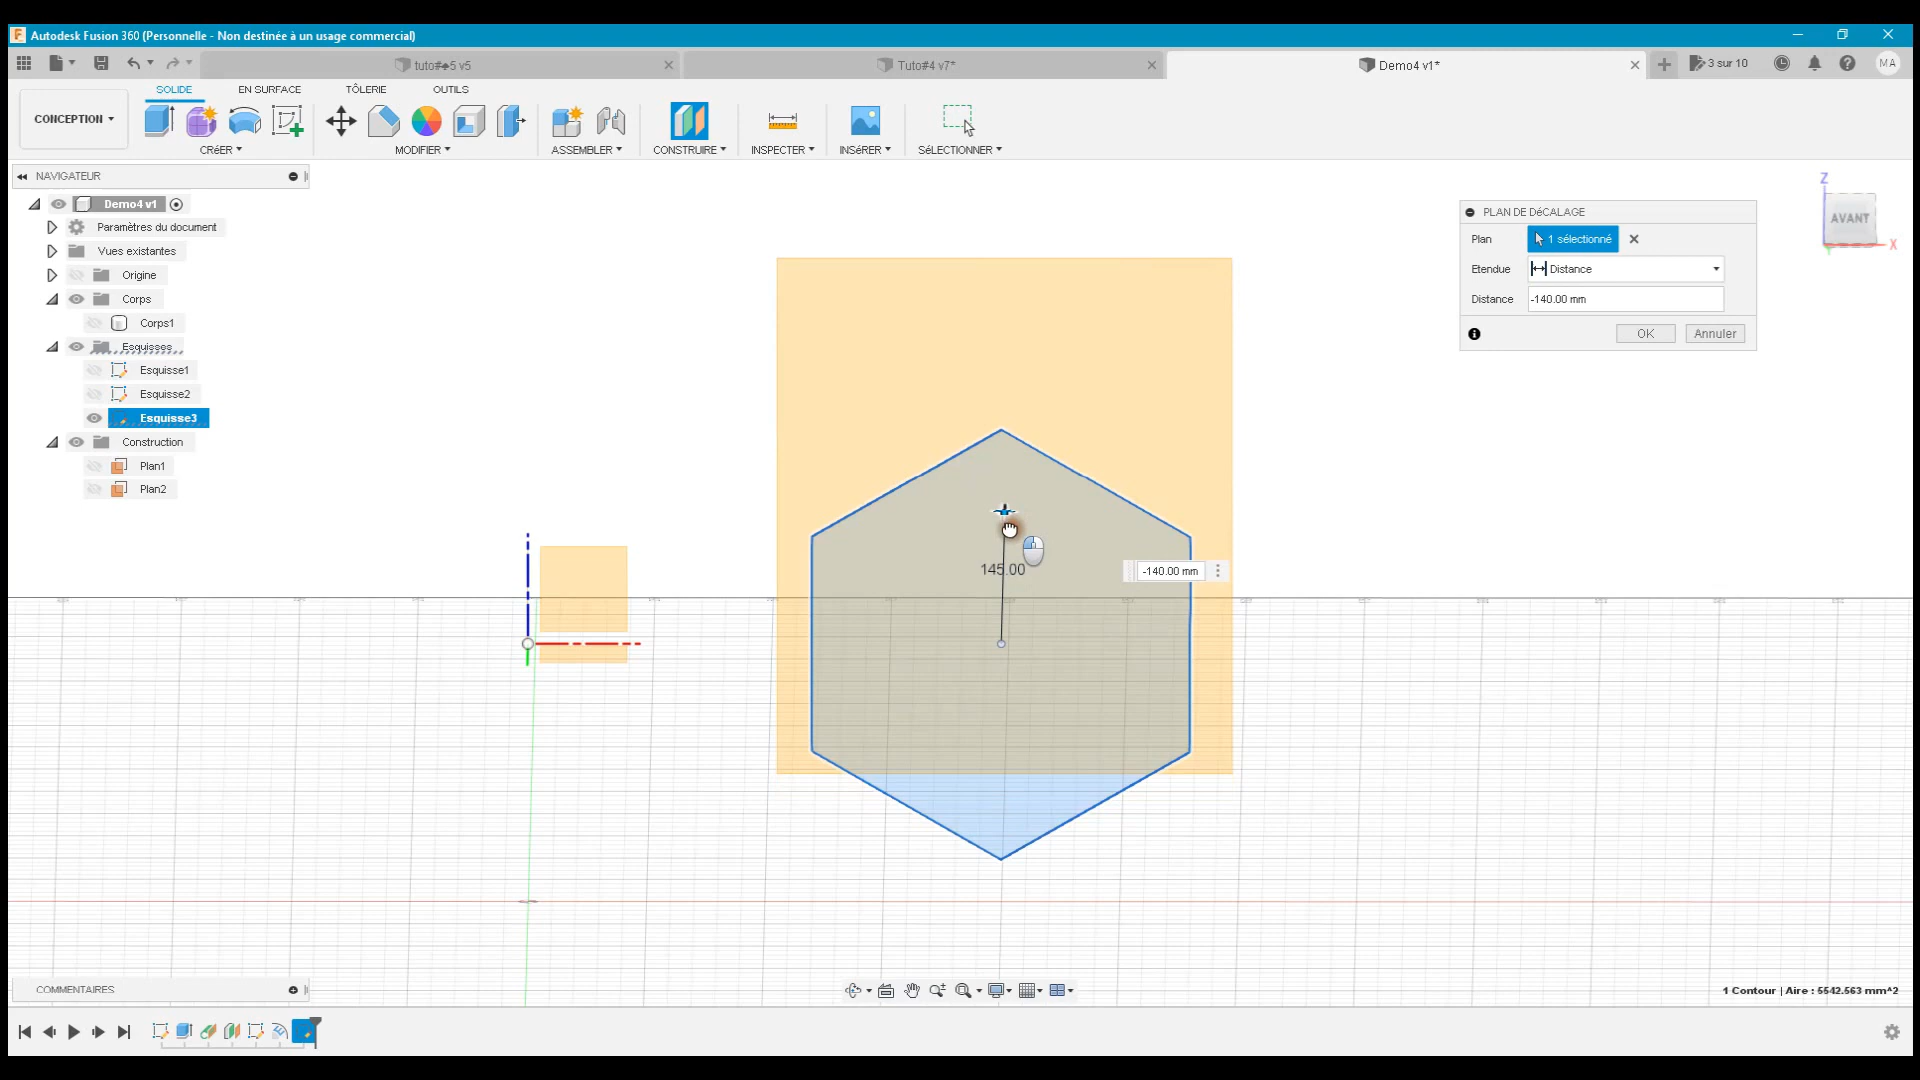 Autodesk Fusion 360 (Personnelle - Non destinée à un usage commercial)
tuto#♠5 v5
Tuto#4 v7*
Demo4 v1*
3 sur 10
MA
SOLIDE
EN SURFACE
TÔLERIE
OUTILS
CONCEPTION
CRéER
MODIFIER
ASSEMBLER
CONSTRUIRE
INSPECTER
INSéRER
SéLECTIONNER
NAVIGATEUR
Demo4 v1
Paramètres du document
Vues existantes
Origine
Corps
Corps1
Esquisses
Esquisse1
Esquisse2
Esquisse3
Construction
Plan1
Plan2
PLAN DE DéCALAGE
Plan
1 sélectionné
Etendue
Distance
Distance
-140.00 mm
OK
Annuler
Z
AVANT
X
145.00
-140.00 mm
COMMENTAIRES
1 Contour | Aire : 5542.563 mm^2